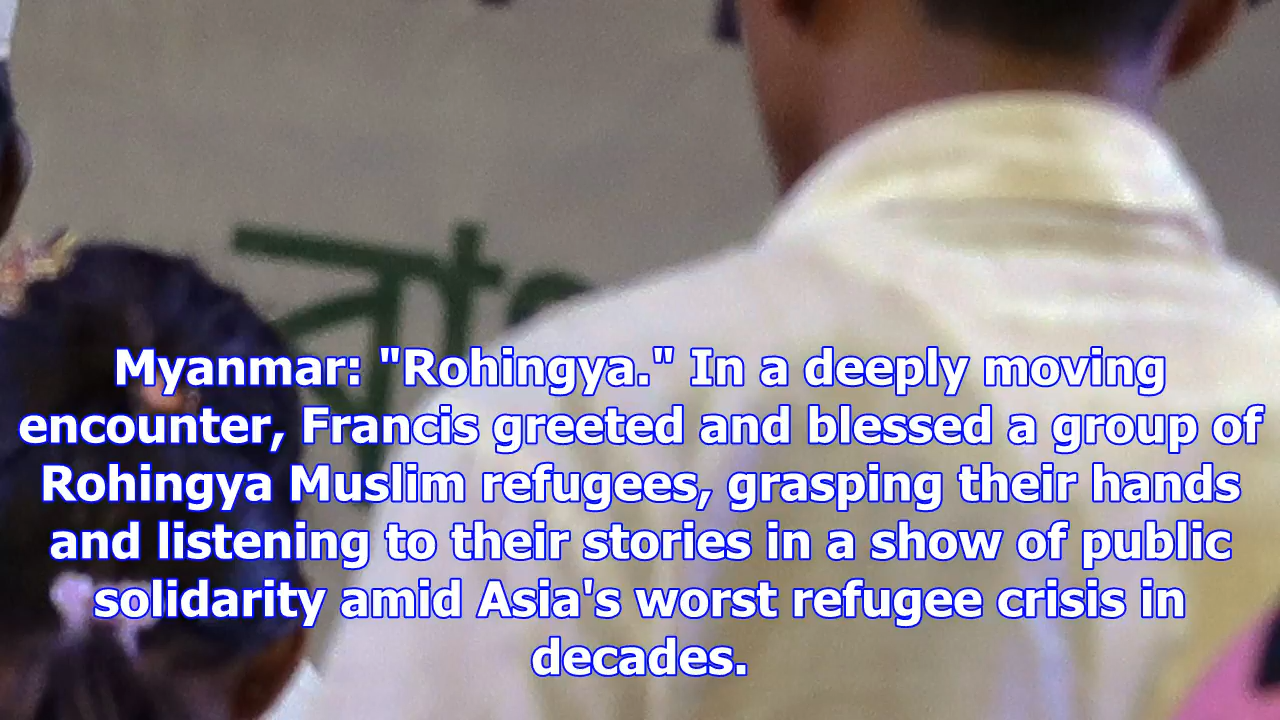 Myanmar: "Rohingya." In a deeply moving
encounter, Francis greeted and blessed a group of
Rohingya Muslim refugees, grasping their hands
and listening to their stories in a show of public
solidarity amid Asia's worst refugee crisis in
decades.